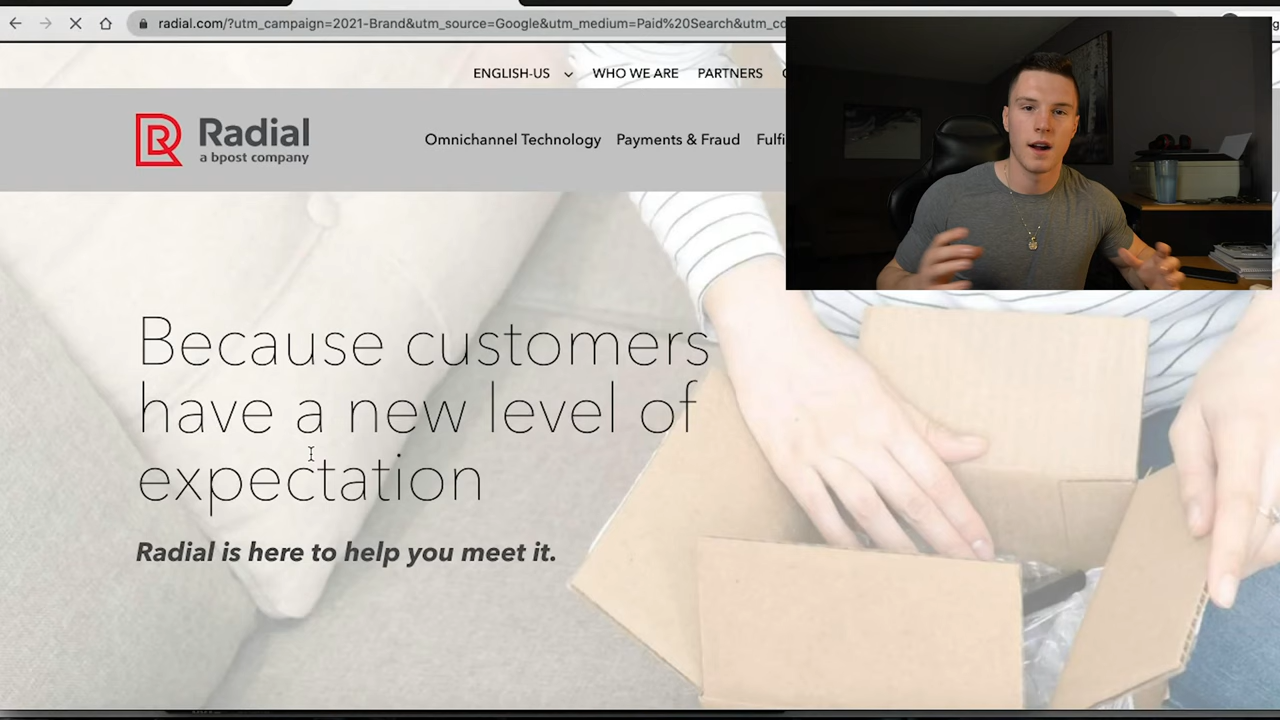 radial.com/?utm_campaign=2021-Brand&utm_source=Google&utm_medium=Paid%20Search&utm_co
ENGLISH-US WHO WE ARE PARTNERS
Radial
a bpost company
Omnichannel Technology Payments & Fraud Fulfi
Because customers
have a new level of
expectation
Radial is here to help you meet it.